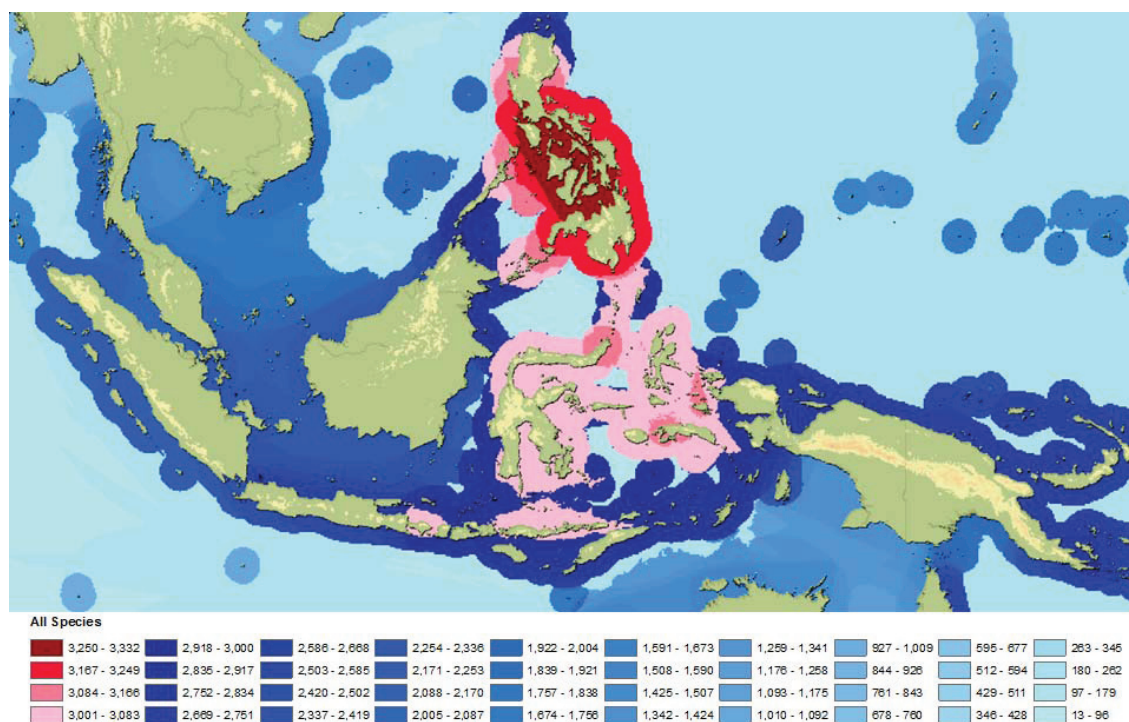 All Species
3,250 - 3,332 2,918 - 3,000 2,586 - 2,668 2,254 - 2,336 1,922 - 2,004 1,591 - 1,673 1,259 - 1,341 927 - 1,009 595 - 677 263 - 345
3,167 - 3,249 2,835 - 2,917 2,503 - 2,585 2,171 - 2,253 1,839 - 1,921 1,508 - 1,590 1,176 - 1,258 844 - 926 512 - 594 180 - 262
3,084 - 3,166 2,752 - 2,834 2,420 - 2,502 2,088 - 2,170 1,757 - 1,838 1,425 - 1,507 1,093 - 1,175 761 - 843 429 - 511 97 - 179
3,001 - 3,083 2,669 - 2,751 2,337 - 2,419 2,005 - 2,087 1,674 - 1,756 1,342 - 1,424 1,010 - 1,092 678 - 760 346 - 428 13 - 96